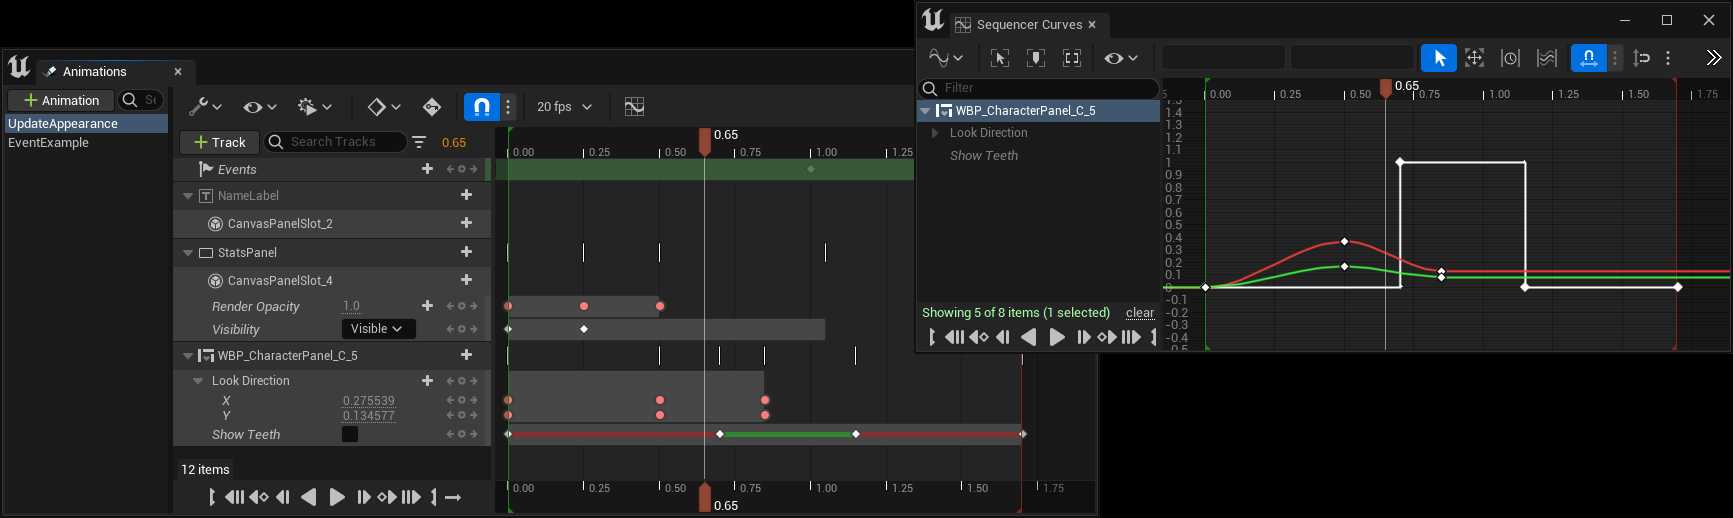 Animations
Animation
UpdateAppearance
EventExample
20 fps
Track
Search Tracks
0.65
0.65
0.00 0.25 0.50 0.75 1.00 1.25
Events
NameLabel
CanvasPanelSlot_2
StatsPanel
CanvasPanelSlot_4
Render Opacity 1.0
Visibility Visible
WBP_CharacterPanel_C_5
Look Direction
X 0.275539
Y 0.134577
Show Teeth
12 items
0.00 0.25 0.50 0.75 1.00 1.25 1.50 1.75
0.65
Sequencer Curves
Filter
WBP_CharacterPanel_C_5
Look Direction
Show Teeth
Showing 5 of 8 items (1 selected) clear
0.65
0.00 0.25 0.50 0.75 1.00 1.25 1.50 1.75
1.4
1.3
1.2
1.1
1
0.9
0.8
0.7
0.6
0.5
0.4
0.3
0.2
0.1
0
-0.1
-0.2
-0.3
-0.4